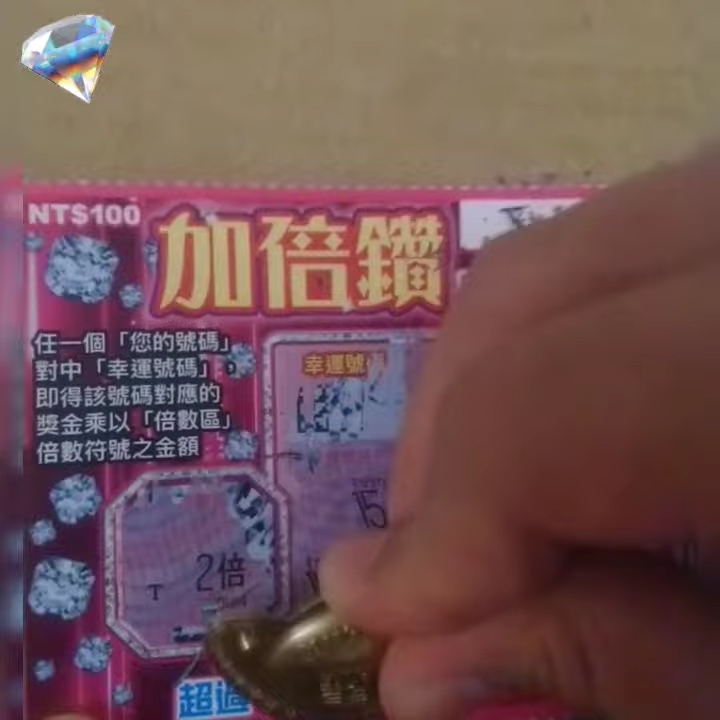 NT$100
加倍鑽
任一個「您的號碼」
對中「幸運號碼」。
即得該號碼對應的
獎金乘以「倍數區」
倍數符號之金額
幸運號
15
2倍
T
超過